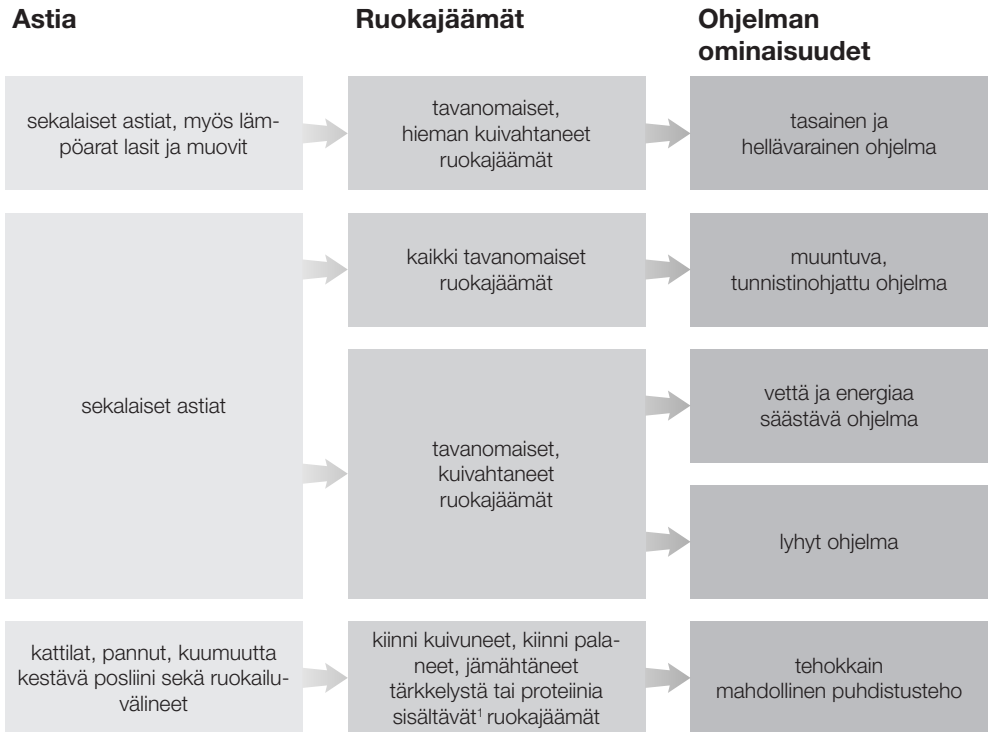 Astia
Ruokajäämät
Ohjelman
ominaisuudet
sekalaiset astiat, myös läm-
pöarat lasit ja muovit
tavanomaiset,
hieman kuivahtaneet
ruokajäämät
tasainen ja
hellävarainen ohjelma
sekalaiset astiat
kaikki tavanomaiset
ruokajäämät
muuntuva,
tunnistinohjattu ohjelma
tavanomaiset,
kuivahtaneet
ruokajäämät
vettä ja energiaa
säästävä ohjelma
lyhyt ohjelma
kattilat, pannut, kuumuutta
kestävä posliini sekä ruokailu-
välineet
kiinni kuivuneet, kiinni pala-
neet, jämähtäneet
tärkkelystä tai proteiinia
sisältävät¹ ruokajäämät
tehokkain
mahdollinen puhdistusteho